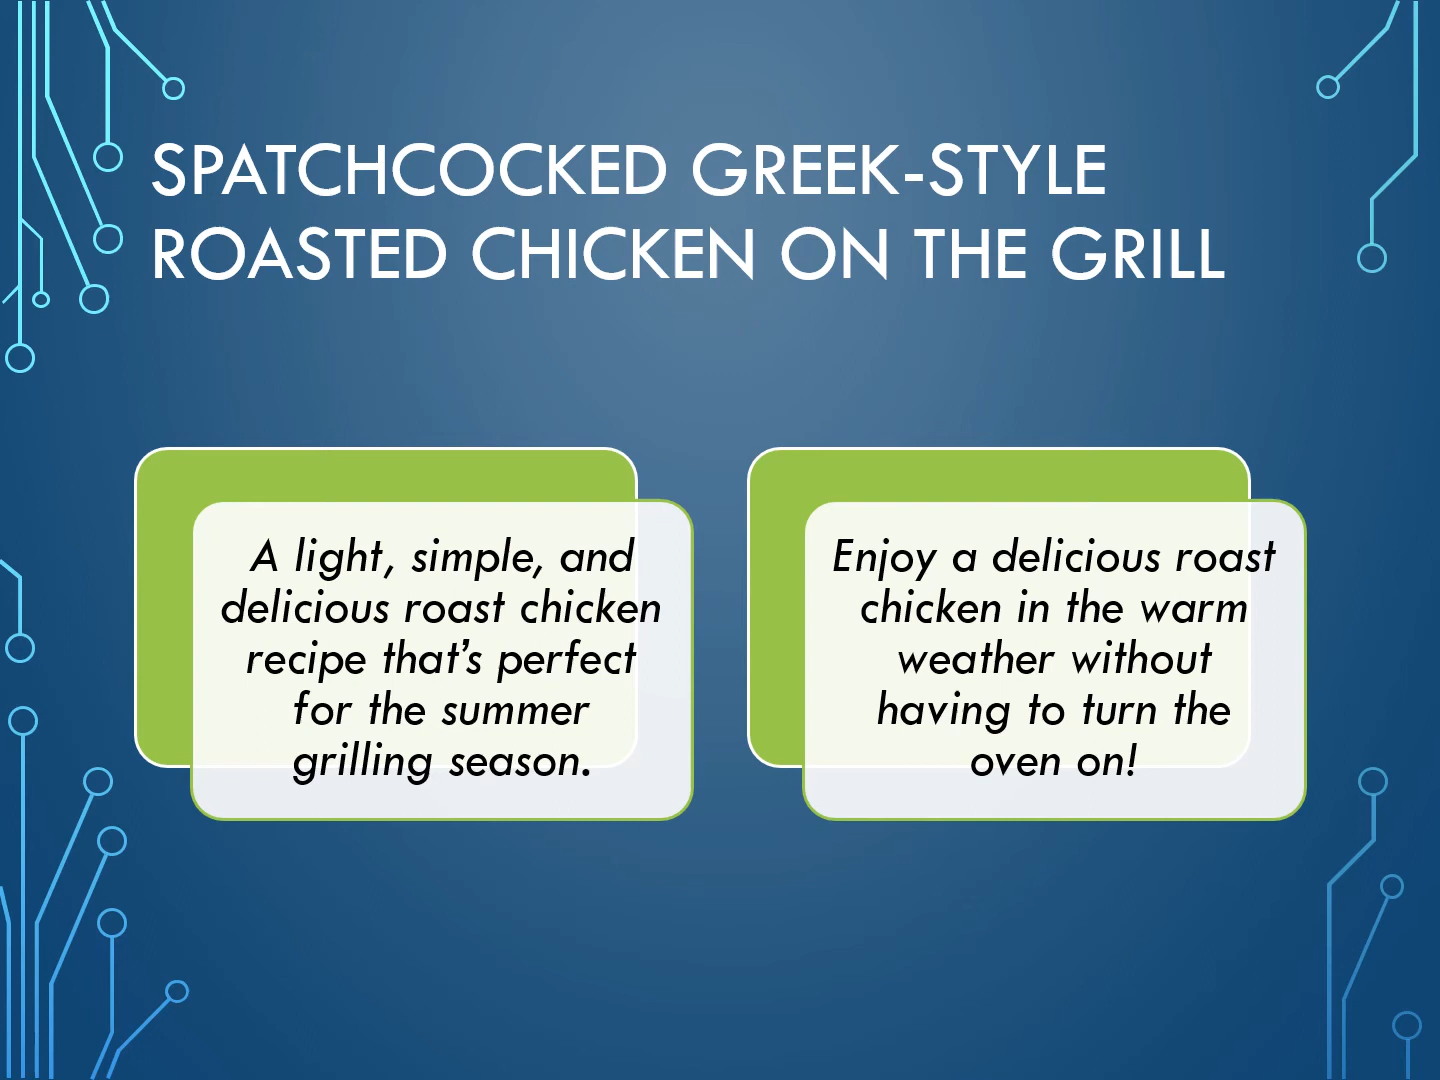 SPATCHCOCKED GREEK-STYLE
ROASTED CHICKEN ON THE GRILL
A light, simple, and
delicious roast chicken
recipe that’s perfect
for the summer
grilling season.
Enjoy a delicious roast
chicken in the warm
weather without
having to turn the
oven on!